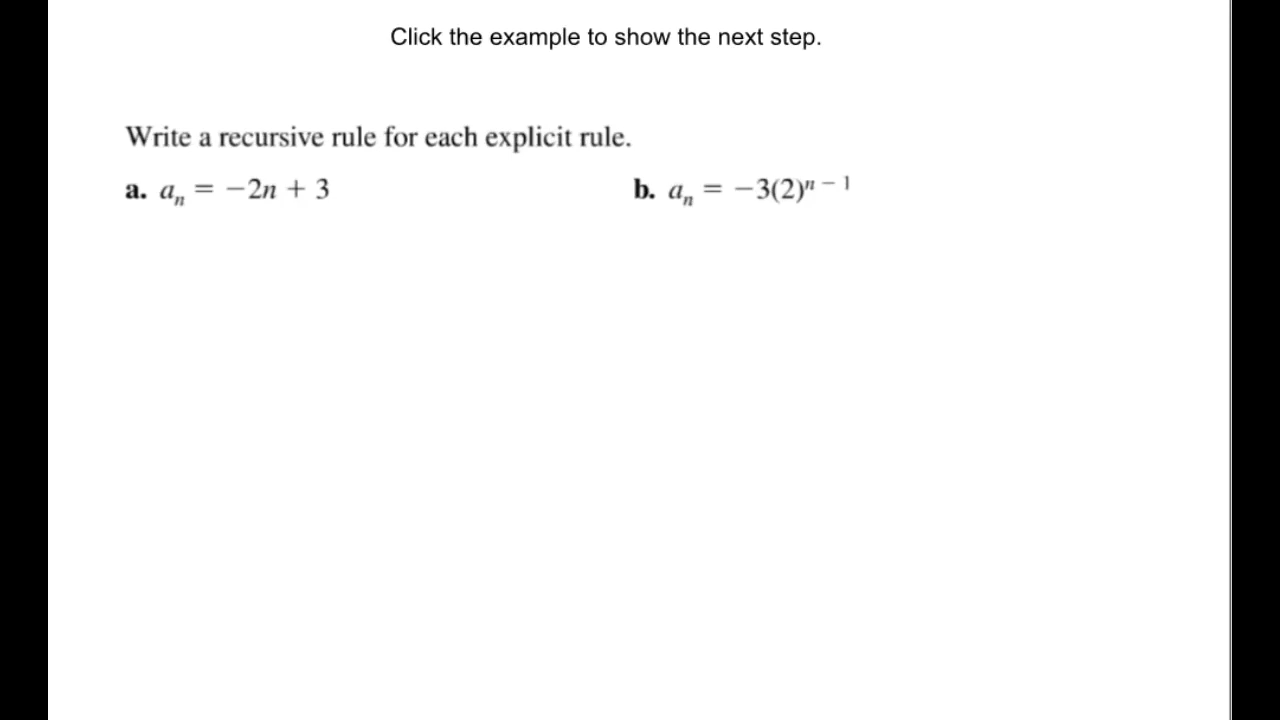 Click the example to show the next step.
Write a recursive rule for each explicit rule.
a. aₙ = −2n + 3 b. aₙ = −3(2)ⁿ ⁻ ¹